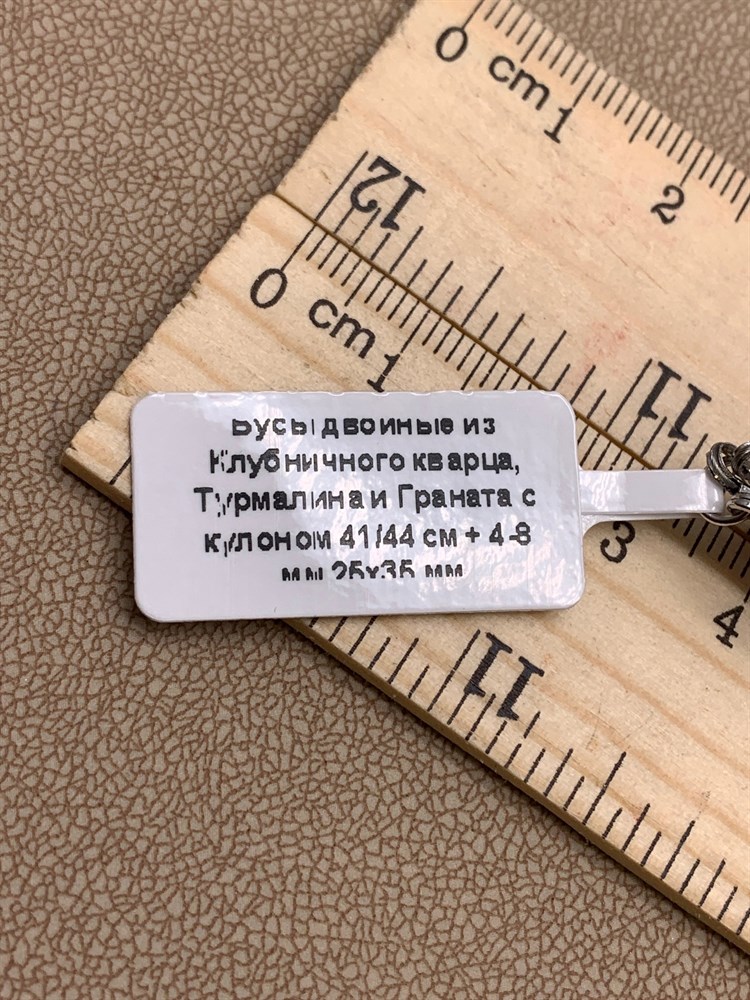 0 cm 1 2
12 11
0 cm 1 3 4
Бусы двойные из
Клубничного кварца,
Турмалина и Граната с
кулоном 41/44 см + 4-8
мм 25x35 мм
11